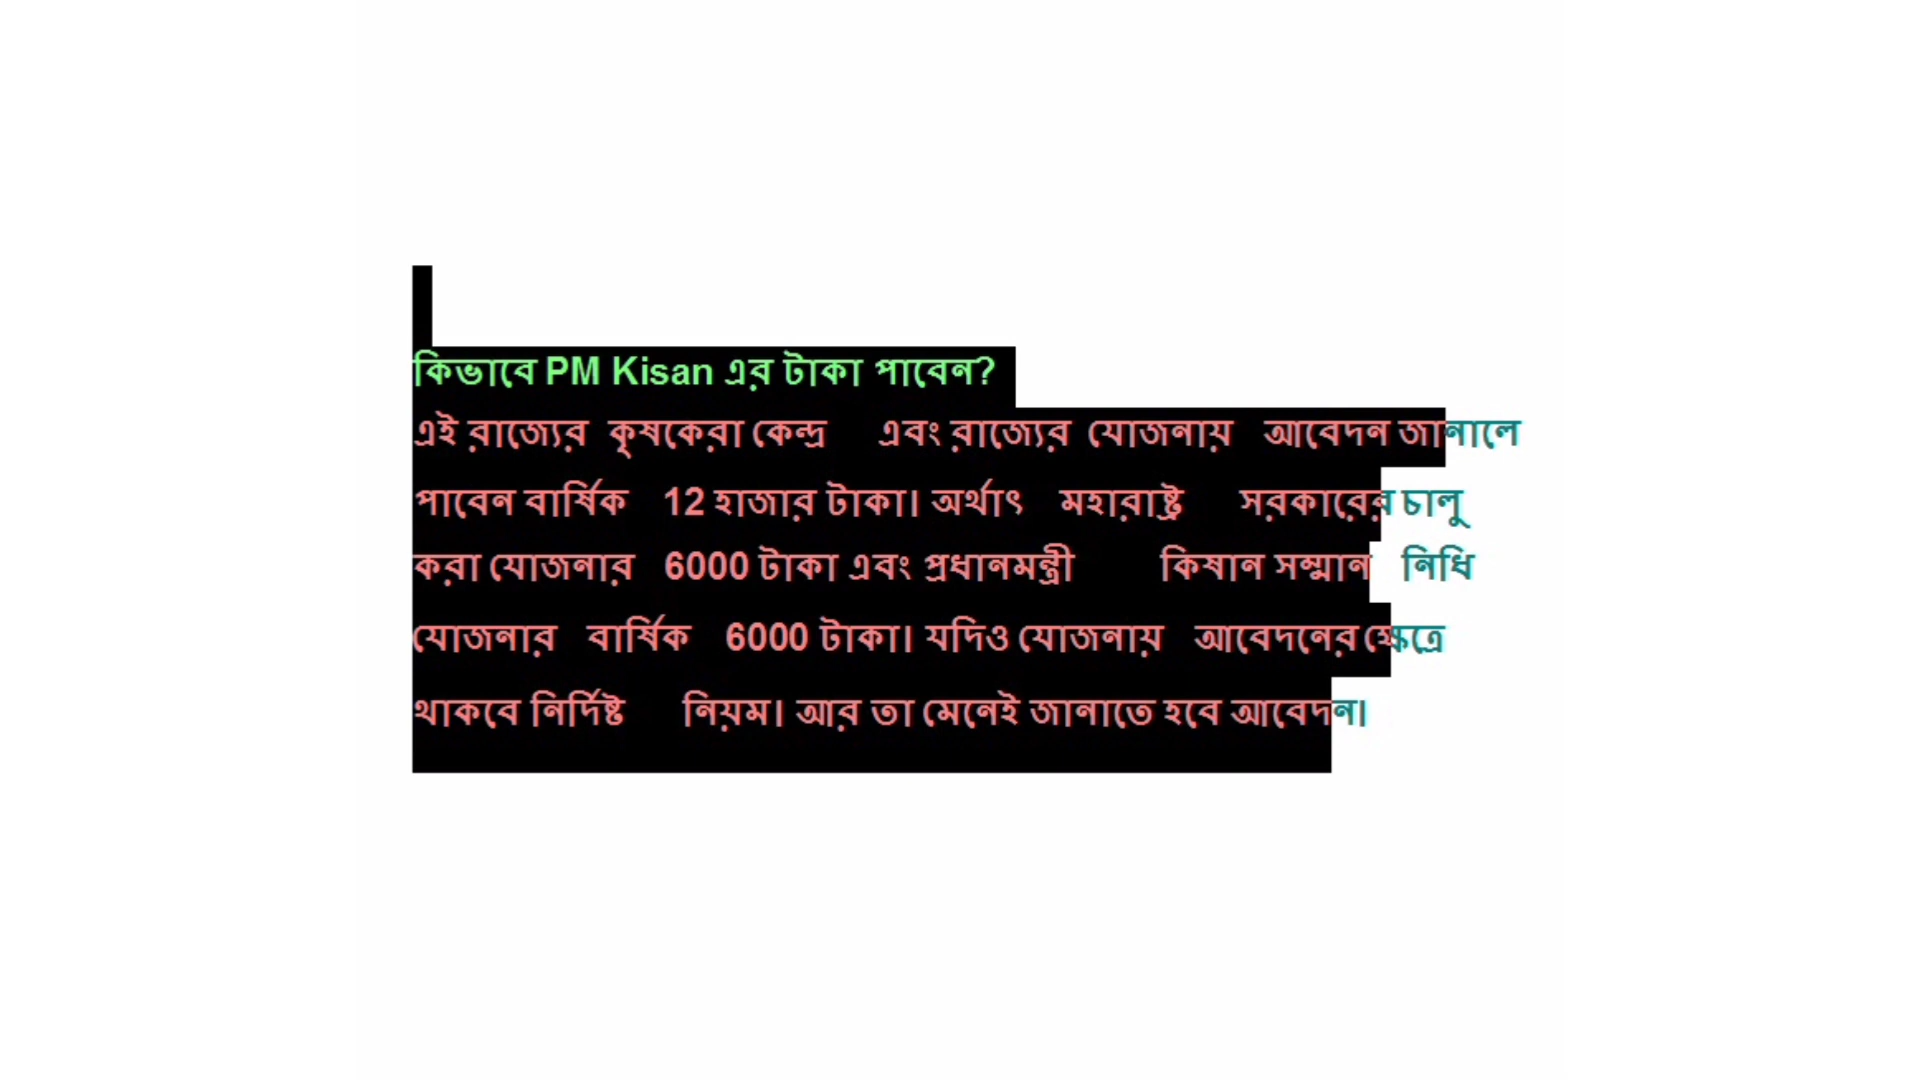 কিভাবে PM Kisan এর টাকা পাবেন?
এই রাজ্যের কৃষকেরা কেন্দ্র এবং রাজ্যের যোজনায় আবেদন জানালে
পাবেন বার্ষিক 12 হাজার টাকা। অর্থাৎ মহারাষ্ট্র সরকারের চালু
করা যোজনার 6000 টাকা এবং প্রধানমন্ত্রী কিষান সম্মান নিধি
যোজনার বার্ষিক 6000 টাকা। যদিও যোজনায় আবেদনের ক্ষেত্রে
থাকবে নির্দিষ্ট নিয়ম। আর তা মেনেই জানাতে হবে আবেদন।